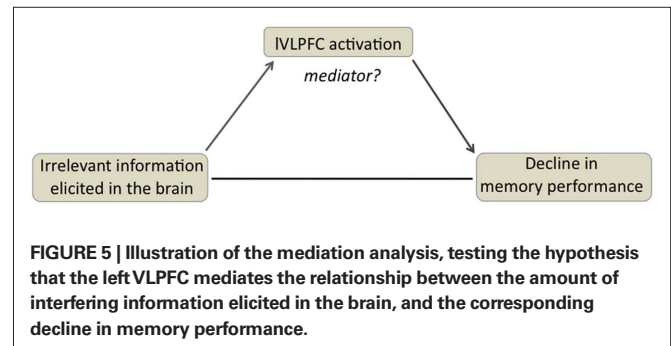 lVLPFC activation
mediator?
Irrelevant information
elicited in the brain
Decline in
memory performance
FIGURE 5 | Illustration of the mediation analysis, testing the hypothesis
that the left VLPFC mediates the relationship between the amount of
interfering information elicited in the brain, and the corresponding
decline in memory performance.